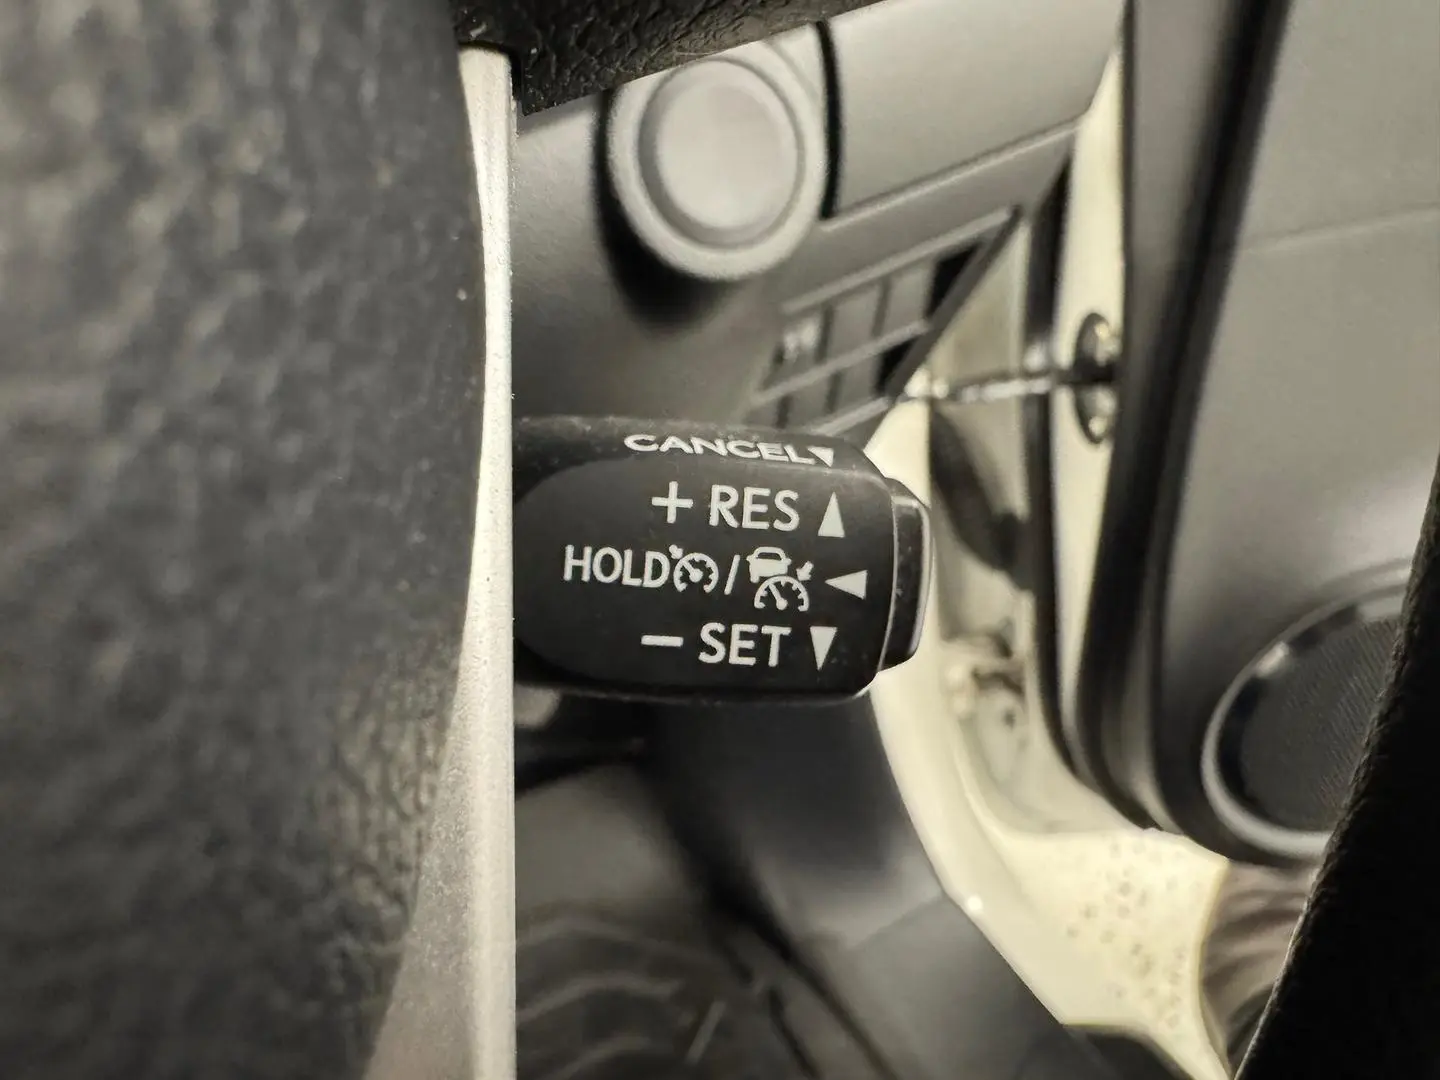 CANCEL▼
+ RES ▲
HOLD / ◀
− SET ▼